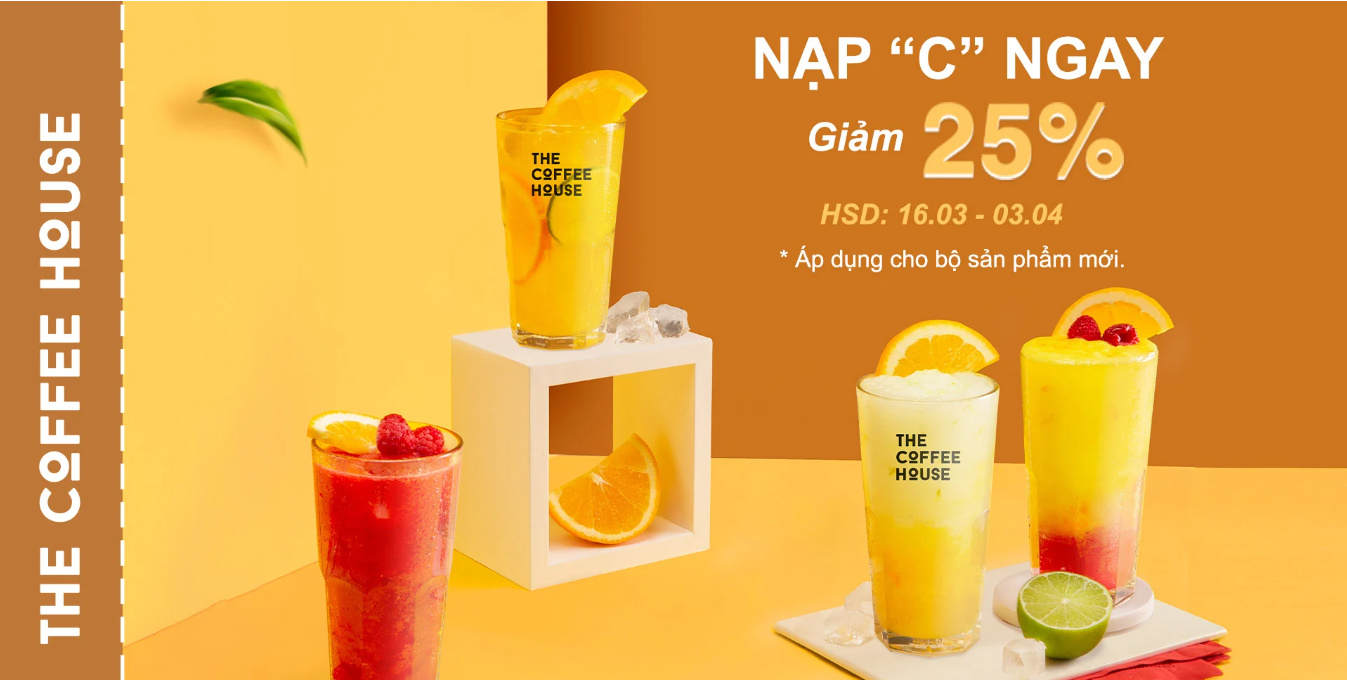 THE COFFEE HOUSE
NẠP “C” NGAY
Giảm 25%
HSD: 16.03 - 03.04
* Áp dụng cho bộ sản phẩm mới.
THE
COFFEE
HOUSE
THE
COFFEE
HOUSE